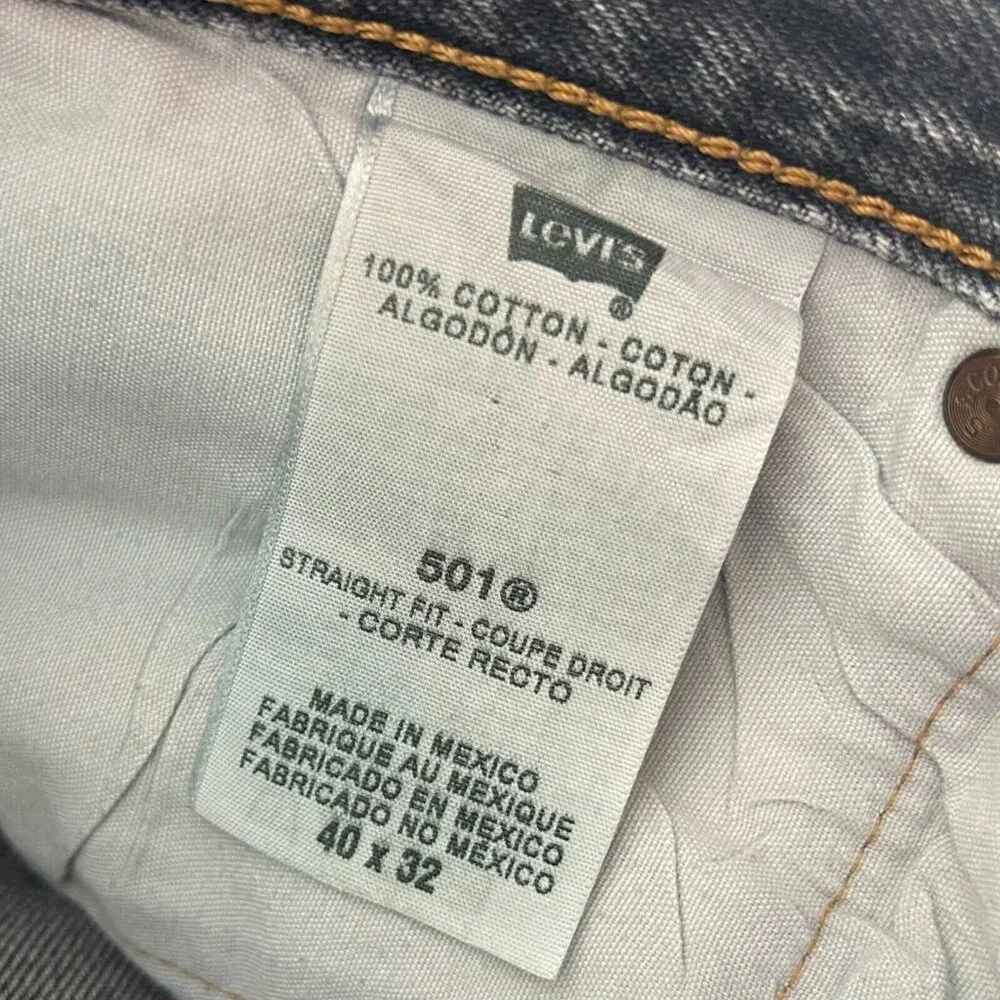 LEVI'S
®
100% COTTON - COTON -
ALGODÓN - ALGODÃO
501®
STRAIGHT FIT - COUPE DROIT
- CORTE RECTO
MADE IN MEXICO
FABRIQUE AU MEXIQUE
FABRICADO EN MEXICO
FABRICADO NO MÉXICO
40 x 32